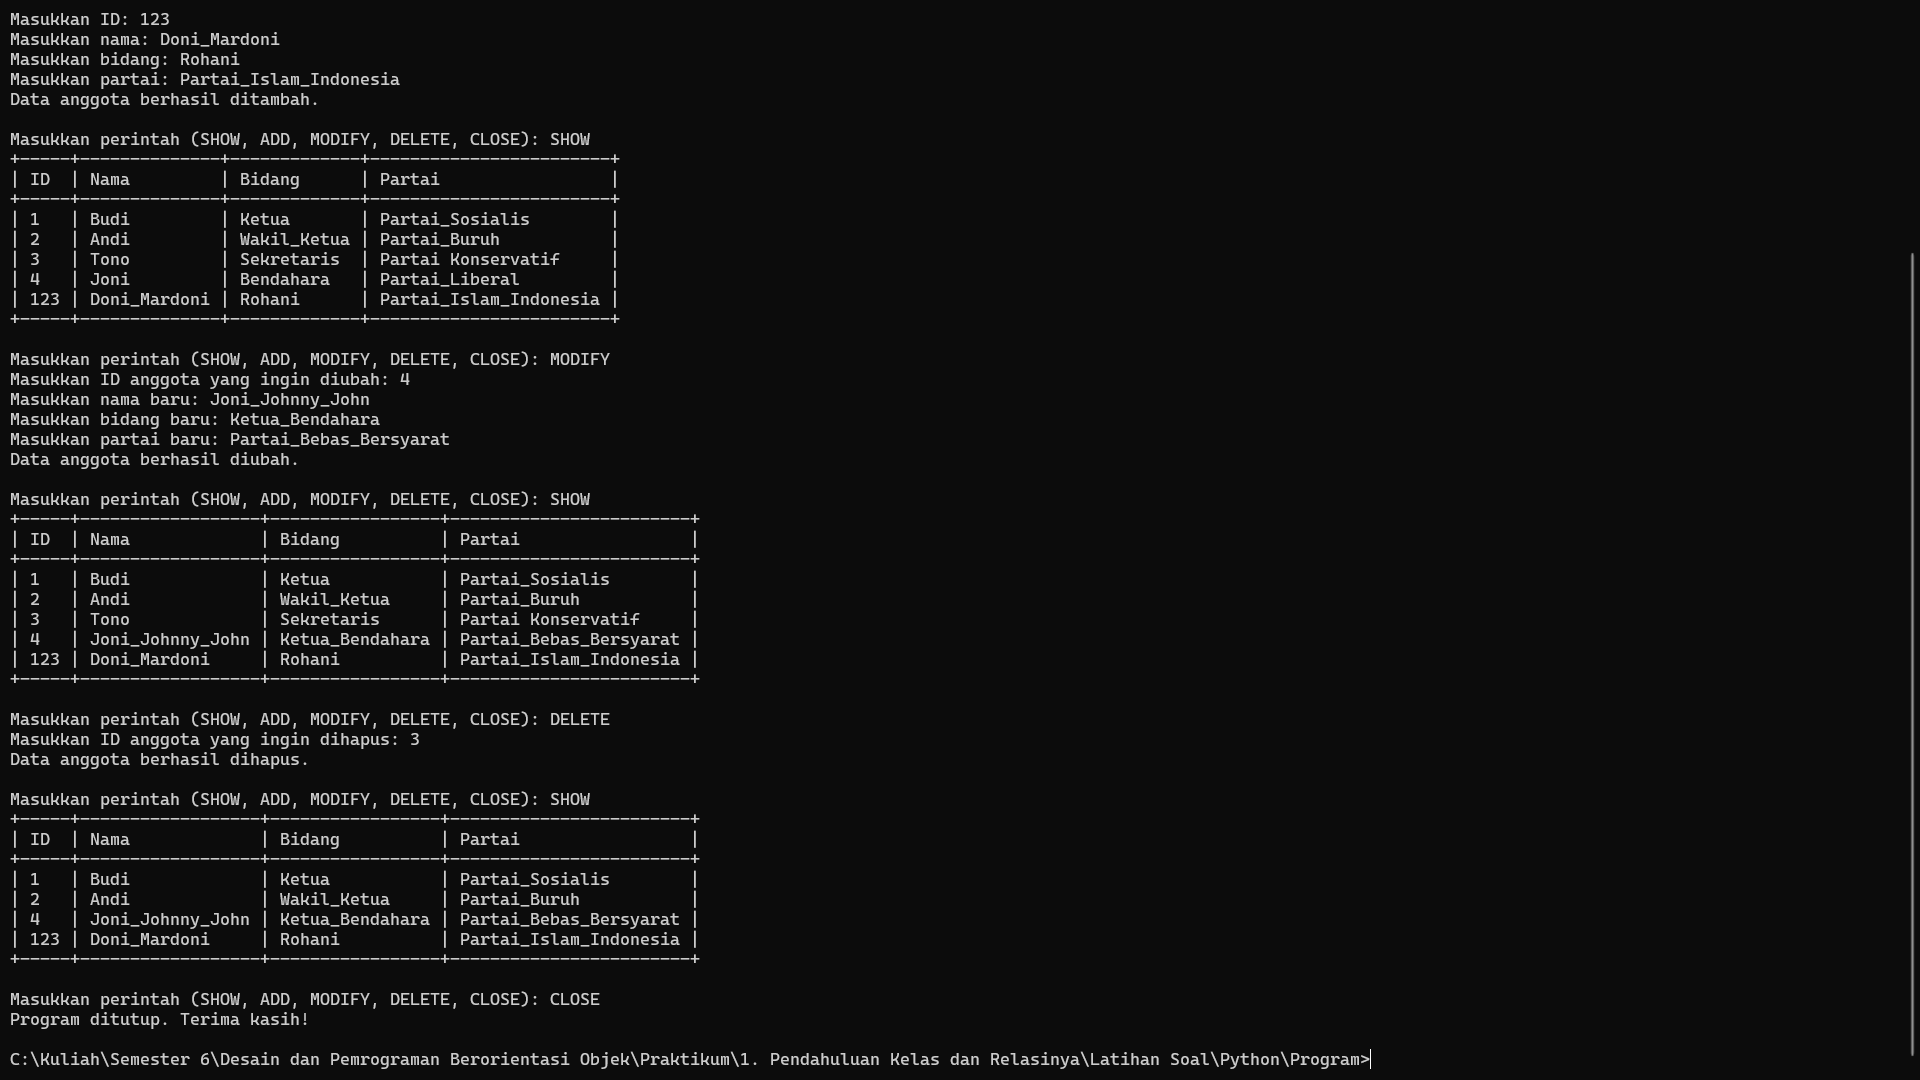 Masukkan ID: 123
Masukkan nama: Doni_Mardoni
Masukkan bidang: Rohani
Masukkan partai: Partai_Islam_Indonesia
Data anggota berhasil ditambah.

Masukkan perintah (SHOW, ADD, MODIFY, DELETE, CLOSE): SHOW
+-----+--------------+-------------+------------------------+
| ID  | Nama         | Bidang      | Partai                 |
+-----+--------------+-------------+------------------------+
| 1   | Budi         | Ketua       | Partai_Sosialis        |
| 2   | Andi         | Wakil_Ketua | Partai_Buruh           |
| 3   | Tono         | Sekretaris  | Partai Konservatif     |
| 4   | Joni         | Bendahara   | Partai_Liberal         |
| 123 | Doni_Mardoni | Rohani      | Partai_Islam_Indonesia |
+-----+--------------+-------------+------------------------+

Masukkan perintah (SHOW, ADD, MODIFY, DELETE, CLOSE): MODIFY
Masukkan ID anggota yang ingin diubah: 4
Masukkan nama baru: Joni_Johnny_John
Masukkan bidang baru: Ketua_Bendahara
Masukkan partai baru: Partai_Bebas_Bersyarat
Data anggota berhasil diubah.

Masukkan perintah (SHOW, ADD, MODIFY, DELETE, CLOSE): SHOW
+-----+------------------+-----------------+------------------------+
| ID  | Nama             | Bidang          | Partai                 |
+-----+------------------+-----------------+------------------------+
| 1   | Budi             | Ketua           | Partai_Sosialis        |
| 2   | Andi             | Wakil_Ketua     | Partai_Buruh           |
| 3   | Tono             | Sekretaris      | Partai Konservatif     |
| 4   | Joni_Johnny_John | Ketua_Bendahara | Partai_Bebas_Bersyarat |
| 123 | Doni_Mardoni     | Rohani          | Partai_Islam_Indonesia |
+-----+------------------+-----------------+------------------------+

Masukkan perintah (SHOW, ADD, MODIFY, DELETE, CLOSE): DELETE
Masukkan ID anggota yang ingin dihapus: 3
Data anggota berhasil dihapus.

Masukkan perintah (SHOW, ADD, MODIFY, DELETE, CLOSE): SHOW
+-----+------------------+-----------------+------------------------+
| ID  | Nama             | Bidang          | Partai                 |
+-----+------------------+-----------------+------------------------+
| 1   | Budi             | Ketua           | Partai_Sosialis        |
| 2   | Andi             | Wakil_Ketua     | Partai_Buruh           |
| 4   | Joni_Johnny_John | Ketua_Bendahara | Partai_Bebas_Bersyarat |
| 123 | Doni_Mardoni     | Rohani          | Partai_Islam_Indonesia |
+-----+------------------+-----------------+------------------------+

Masukkan perintah (SHOW, ADD, MODIFY, DELETE, CLOSE): CLOSE
Program ditutup. Terima kasih!

C:\Kuliah\Semester 6\Desain dan Pemrograman Berorientasi Objek\Praktikum\1. Pendahuluan Kelas dan Relasinya\Latihan Soal\Python\Program>